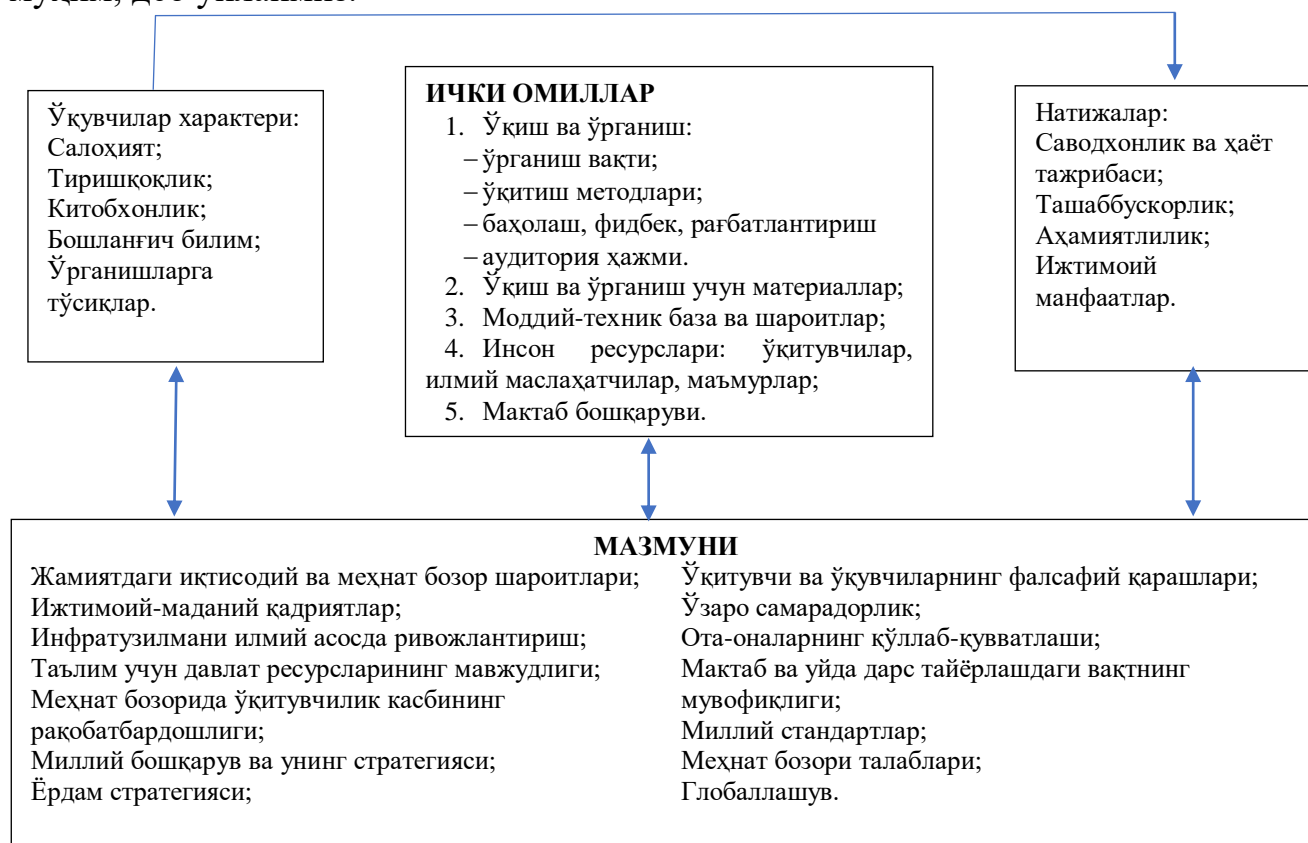 Ўқувчилар характери:
Салоҳият;
Тиришқоқлик;
Китобхонлик;
Бошланғич билим;
Ўрганишларга
тўсиқлар.
ИЧКИ ОМИЛЛАР
1. Ўқиш ва ўрганиш:
– ўрганиш вақти;
– ўқитиш методлари;
– баҳолаш, фидбек, рағбатлантириш
– аудитория ҳажми.
2. Ўқиш ва ўрганиш учун материаллар;
3. Моддий-техник база ва шароитлар;
4. Инсон ресурслари: ўқитувчилар,
илмий маслаҳатчилар, маъмурлар;
5. Мактаб бошқаруви.
Натижалар:
Саводхонлик ва ҳаёт
тажрибаси;
Ташаббускорлик;
Аҳамиятлилик;
Ижтимоий
манфаатлар.
МАЗМУНИ
Жамиятдаги иқтисодий ва меҳнат бозор шароитлари;
Ижтимоий-маданий қадриятлар;
Инфратузилмани илмий асосда ривожлантириш;
Таълим учун давлат ресурсларининг мавжудлиги;
Меҳнат бозорида ўқитувчилик касбининг
рақобатбардошлиги;
Миллий бошқарув ва унинг стратегияси;
Ёрдам стратегияси;
Ўқитувчи ва ўқувчиларнинг фалсафий қарашлари;
Ўзаро самарадорлик;
Ота-оналарнинг қўллаб-қувватлаши;
Мактаб ва уйда дарс тайёрлашдаги вақтнинг
мувофиқлиги;
Миллий стандартлар;
Меҳнат бозори талаблари;
Глобаллашув.